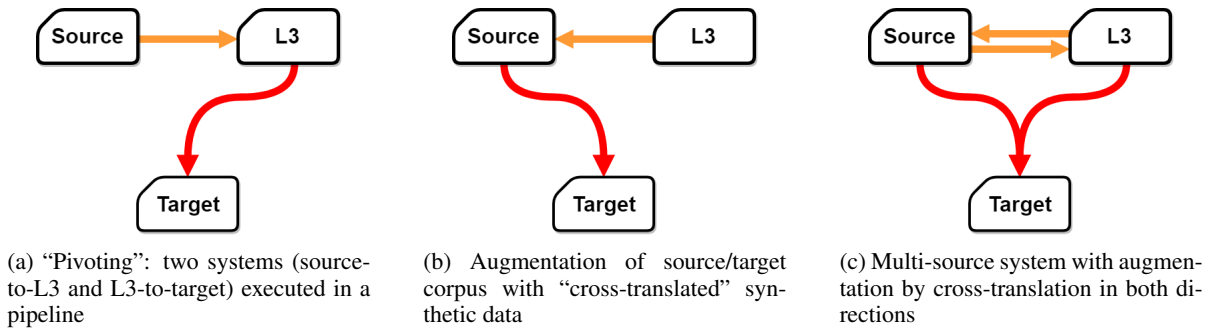 Source
L3
Target
(a) “Pivoting”: two systems (source-
to-L3 and L3-to-target) executed in a
pipeline
Source
L3
Target
(b) Augmentation of source/target
corpus with “cross-translated” syn-
thetic data
Source
L3
Target
(c) Multi-source system with augmen-
tation by cross-translation in both di-
rections